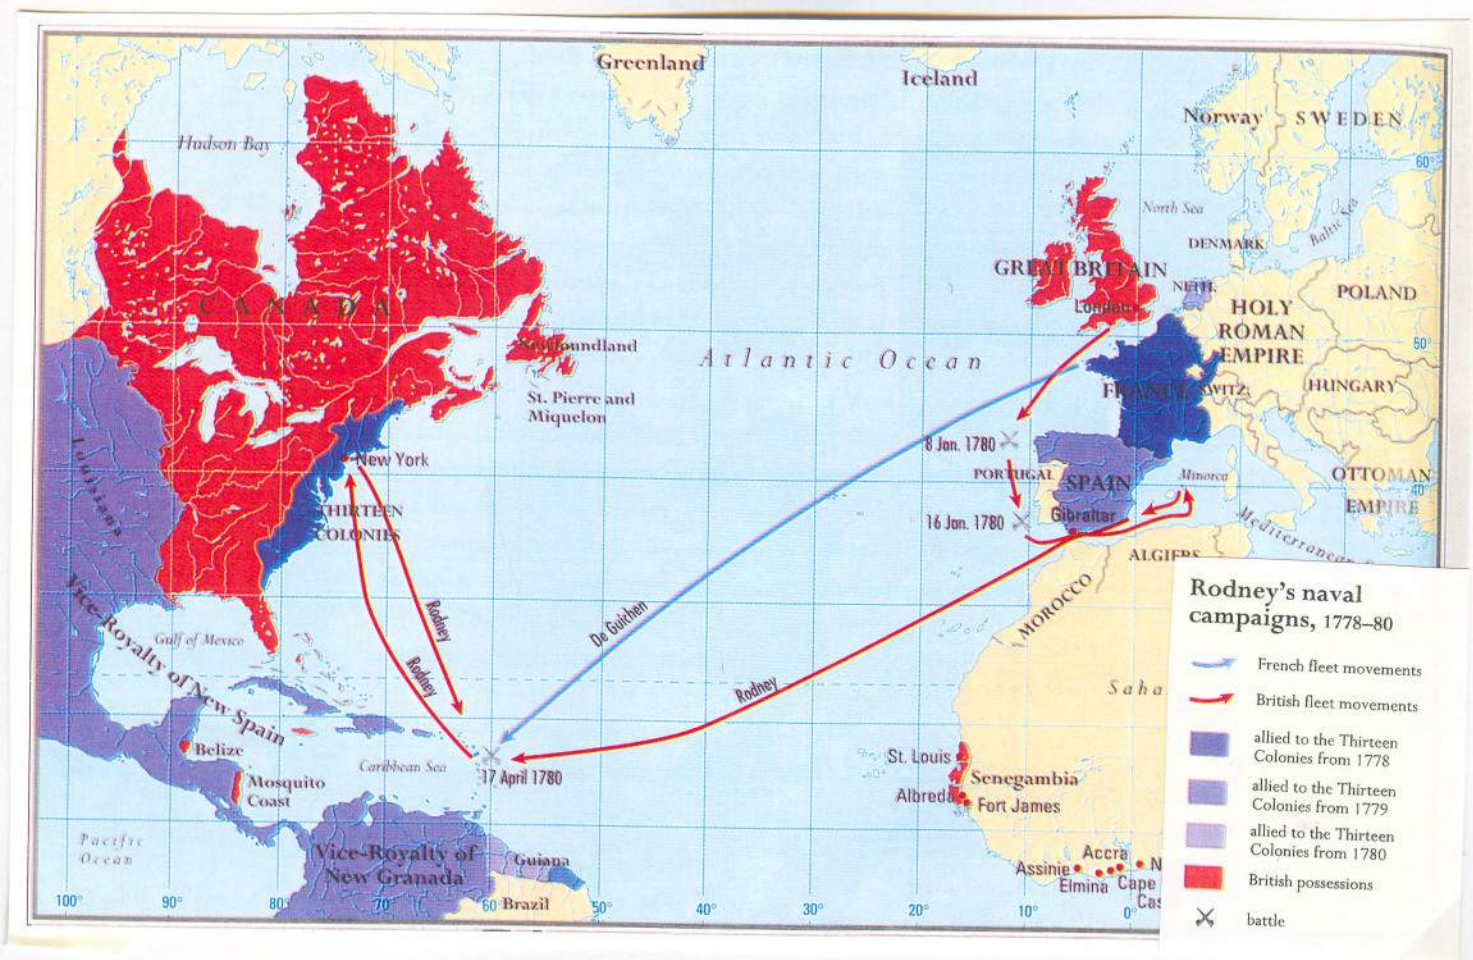 Greenland
Iceland
Norway
SWEDEN
Hudson Bay
60°
North Sea
Baltic Sea
DENMARK
GREAT BRITAIN
NETH.
POLAND
CANADA
London
HOLY
ROMAN
EMPIRE
Newfoundland
Atlantic Ocean
50°
FRANCE
SWITZ.
HUNGARY
St. Pierre and
Miquelon
8 Jan. 1780
New York
PORTUGAL
SPAIN
Minorca
OTTOMAN
EMPIRE
40°
Louisiana
THIRTEEN
COLONIES
16 Jan. 1780
Gibraltar
Mediterranean
ALGIERS
MOROCCO
De Guichen
Rodney
Rodney
Rodney
Gulf of Mexico
Vice-Royalty of New Spain
Saha
Belize
Caribbean Sea
17 April 1780
Mosquito
Coast
St. Louis
Senegambia
Albreda
Fort James
Pacific
Ocean
Vice-Royalty of
New Granada
Guiana
Brazil
Accra
N
Assinie
Elmina
Cape
Cas
100°
90°
80°
70°
60°
50°
40°
30°
20°
10°
0°
Rodney's naval
campaigns, 1778–80
French fleet movements
British fleet movements
allied to the Thirteen
Colonies from 1778
allied to the Thirteen
Colonies from 1779
allied to the Thirteen
Colonies from 1780
British possessions
battle